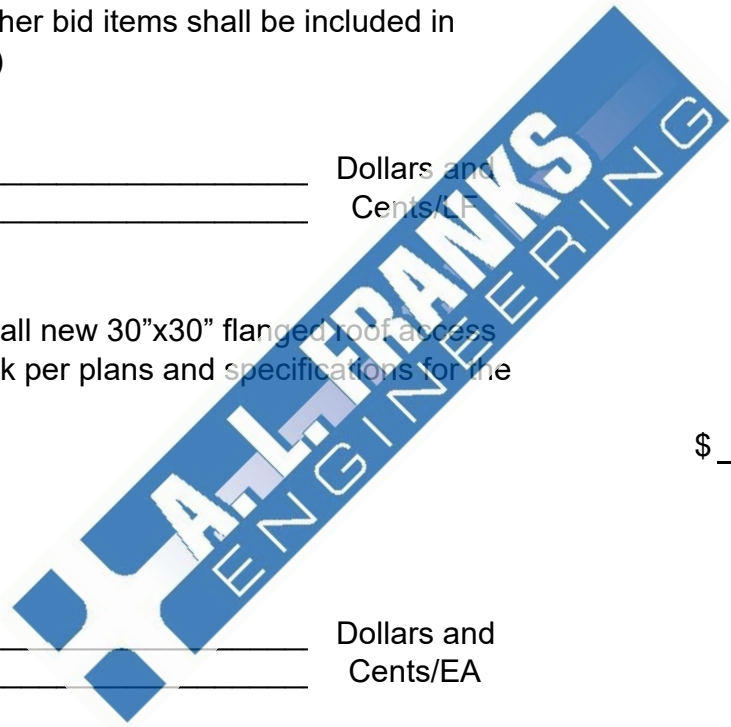 her bid items shall be included in
)
Dollars and
Cents/LF
all new 30”x30” flanged roof access
k per plans and specifications for the
$
Dollars and
Cents/EA
A. L. FRANKS
ENGINEERING